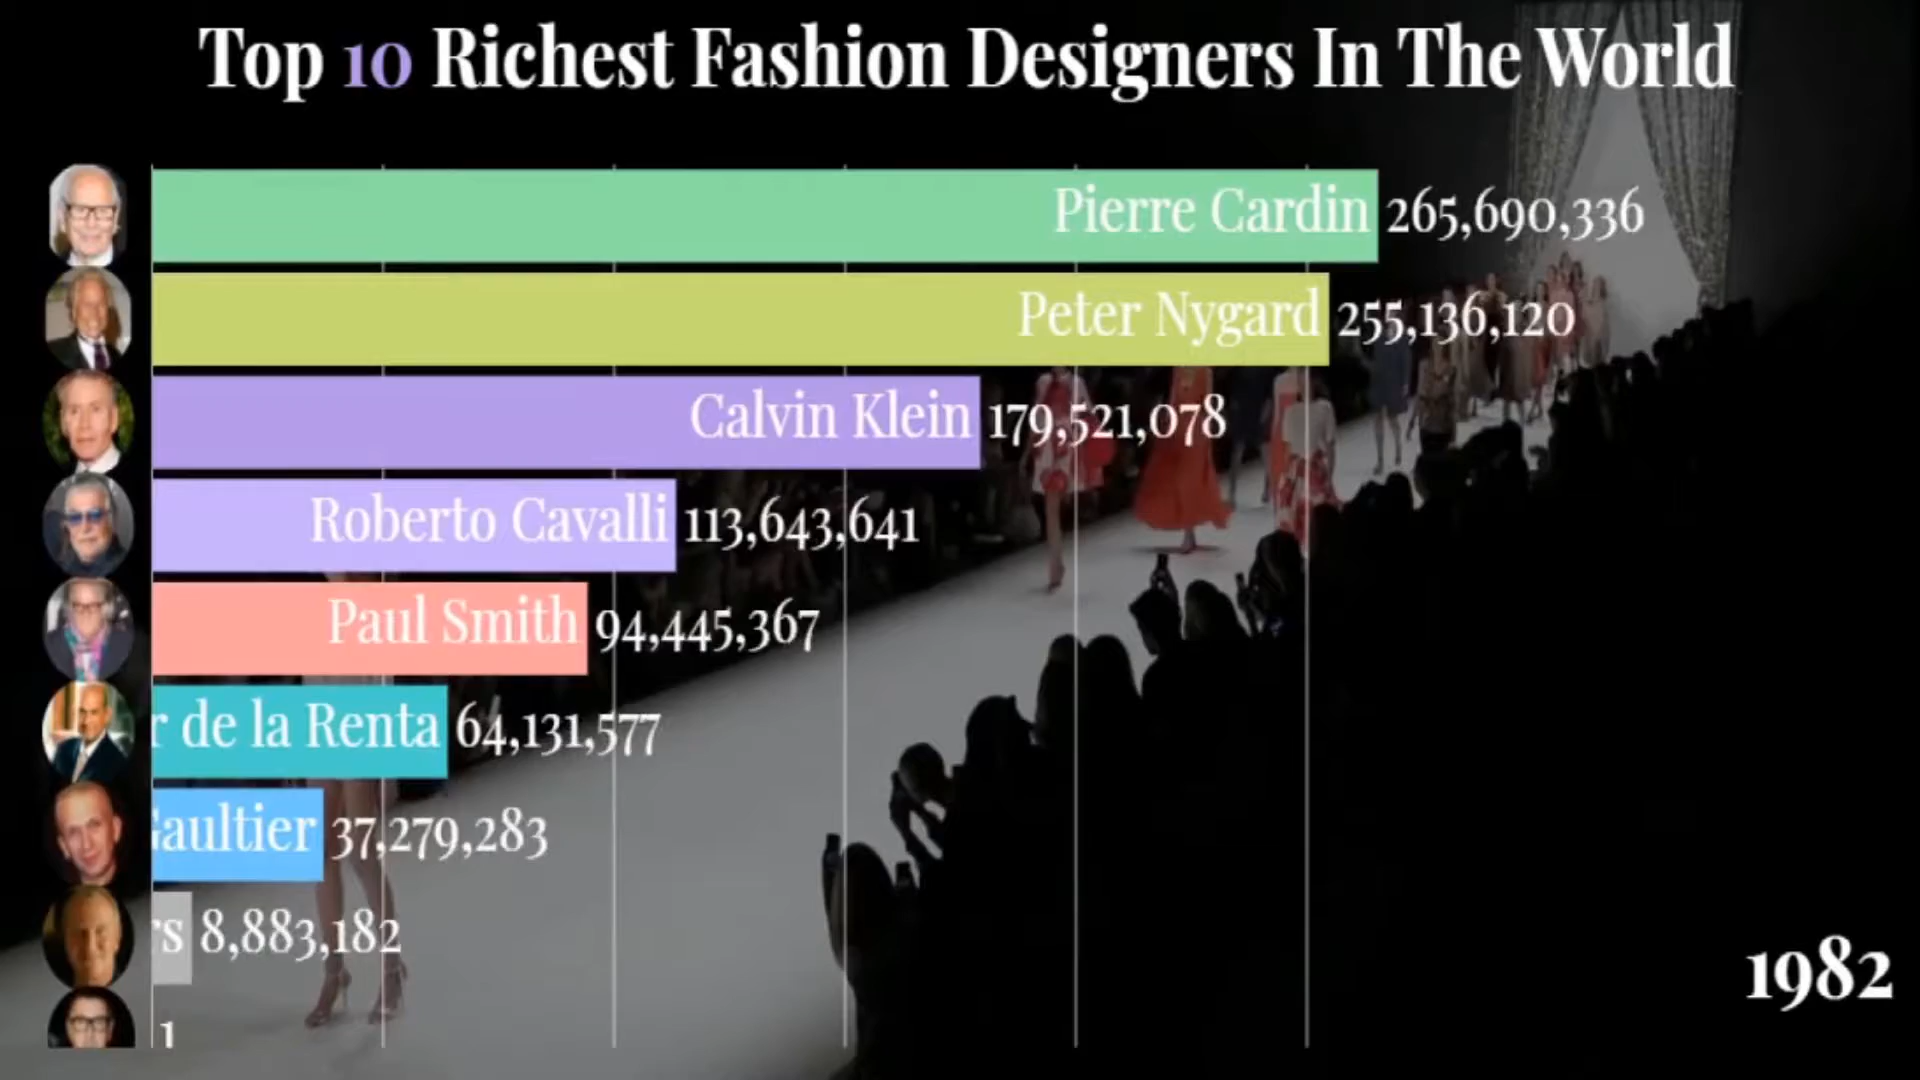 Top 10 Richest Fashion Designers In The World
Pierre Cardin 265,690,336
Peter Nygard 255,136,120
Calvin Klein 179,521,078
Roberto Cavalli 113,643,641
Paul Smith 94,445,367
r de la Renta 64,131,577
Gaultier 37,279,283
rs 8,883,182
1
1982